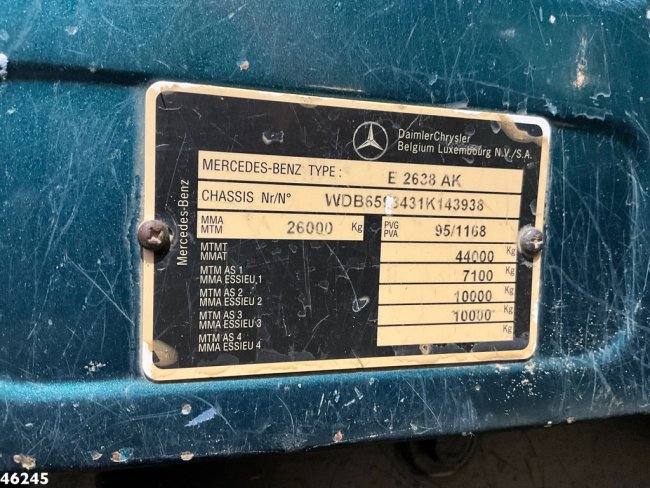 DaimlerChrysler
Belgium Luxembourg N.V./S.A.
Mercedes-Benz
MERCEDES-BENZ TYPE : E 2638 AK
CHASSIS Nr/N°
MMA
MTM 26000 Kg
PVG
PVA 95/1168
MTMT
MMAT 44000 Kg
MTM AS 1
MMA ESSIEU 1 7100 Kg
MTM AS 2
MMA ESSIEU 2 10000 Kg
MTM AS 3
MMA ESSIEU 3 10000 Kg
MTM AS 4
MMA ESSIEU 4 Kg
46245